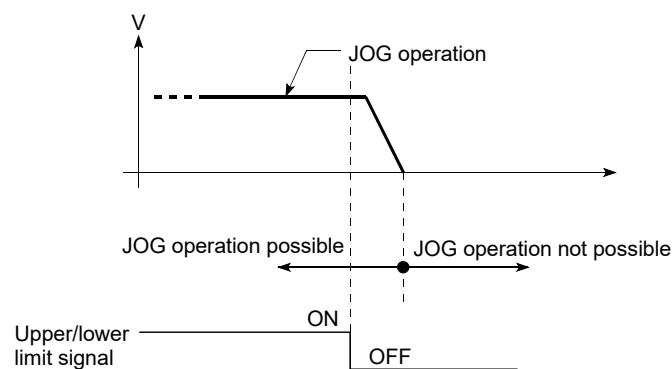 V
JOG operation
JOG operation possible
JOG operation not possible
ON
Upper/lower
limit signal
OFF